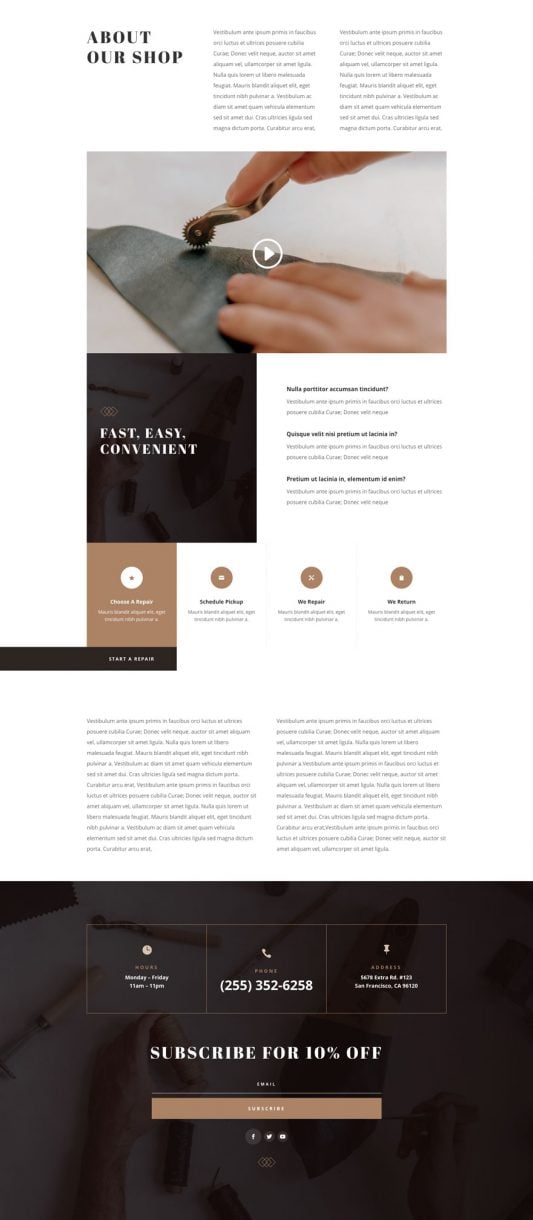 ABOUT
OUR SHOP
Vestibulum ante ipsum primis in faucibus
orci luctus et ultrices posuere cubilia
Curae; Donec velit neque, auctor sit amet
aliquam vel, ullamcorper sit amet ligula.
Nulla quis lorem ut libero malesuada
feugiat. Mauris blandit aliquet elit, eget
tincidunt nibh pulvinar a. Vestibulum ac
diam sit amet quam vehicula elementum
sed sit amet dui. Cras ultricies ligula sed
magna dictum porta. Curabitur arcu erat,
Vestibulum ante ipsum primis in faucibus
orci luctus et ultrices posuere cubilia
Curae; Donec velit neque, auctor sit amet
aliquam vel, ullamcorper sit amet ligula.
Nulla quis lorem ut libero malesuada
feugiat. Mauris blandit aliquet elit, eget
tincidunt nibh pulvinar a. Vestibulum ac
diam sit amet quam vehicula elementum
sed sit amet dui. Cras ultricies ligula sed
magna dictum porta. Curabitur arcu erat,
FAST, EASY,
CONVENIENT
Nulla porttitor accumsan tincidunt?
Vestibulum ante ipsum primis in faucibus orci luctus et ultrices
posuere cubilia Curae; Donec velit neque
Quisque velit nisi pretium ut lacinia in?
Vestibulum ante ipsum primis in faucibus orci luctus et ultrices
posuere cubilia Curae; Donec velit neque
Pretium ut lacinia in, elementum id enim?
Vestibulum ante ipsum primis in faucibus orci luctus et ultrices
posuere cubilia Curae; Donec velit neque
Choose A Repair
Mauris blandit aliquet elit, eget
tincidunt nibh pulvinar a.
Schedule Pickup
Mauris blandit aliquet elit, eget
tincidunt nibh pulvinar a.
We Repair
Mauris blandit aliquet elit, eget
tincidunt nibh pulvinar a.
We Return
Mauris blandit aliquet elit, eget
tincidunt nibh pulvinar a.
START A REPAIR
Vestibulum ante ipsum primis in faucibus orci luctus et ultrices
posuere cubilia Curae; Donec velit neque, auctor sit amet aliquam
vel, ullamcorper sit amet ligula. Nulla quis lorem ut libero
malesuada feugiat. Mauris blandit aliquet elit, eget tincidunt nibh
pulvinar a. Vestibulum ac diam sit amet quam vehicula elementum
sed sit amet dui. Cras ultricies ligula sed magna dictum porta.
Curabitur arcu erat, Vestibulum ante ipsum primis in faucibus orci
luctus et ultrices posuere cubilia Curae; Donec velit neque, auctor sit
amet aliquam vel, ullamcorper sit amet ligula. Nulla quis lorem ut
libero malesuada feugiat. Mauris blandit aliquet elit, eget tincidunt
nibh pulvinar a. Vestibulum ac diam sit amet quam vehicula
elementum sed sit amet dui. Cras ultricies ligula sed magna dictum
porta. Curabitur arcu erat,
Vestibulum ante ipsum primis in faucibus orci luctus et ultrices
posuere cubilia Curae; Donec velit neque, auctor sit amet aliquam
vel, ullamcorper sit amet ligula. Nulla quis lorem ut libero
malesuada feugiat. Mauris blandit aliquet elit, eget tincidunt nibh
pulvinar a.Vestibulum ante ipsum primis in faucibus orci luctus et
ultrices posuere cubilia Curae; Donec velit neque, auctor sit amet
aliquam vel, ullamcorper sit amet ligula. Nulla quis lorem ut libero
malesuada feugiat. Mauris blandit aliquet elit, eget tincidunt nibh
pulvinar a. Vestibulum ac diam sit amet quam vehicula elementum
sed sit amet dui. Cras ultricies ligula sed magna dictum porta.
Curabitur arcu erat,Vestibulum ante ipsum primis in faucibus orci
luctus et ultrices posuere cubilia Curae; Donec velit neque, auctor sit
amet aliquam vel, ullamcorper sit amet ligula.
HOURS
Monday – Friday
11am – 11pm
PHONE
(255) 352-6258
ADDRESS
5678 Extra Rd. #123
San Francisco, CA 96120
SUBSCRIBE FOR 10% OFF
EMAIL
SUBSCRIBE